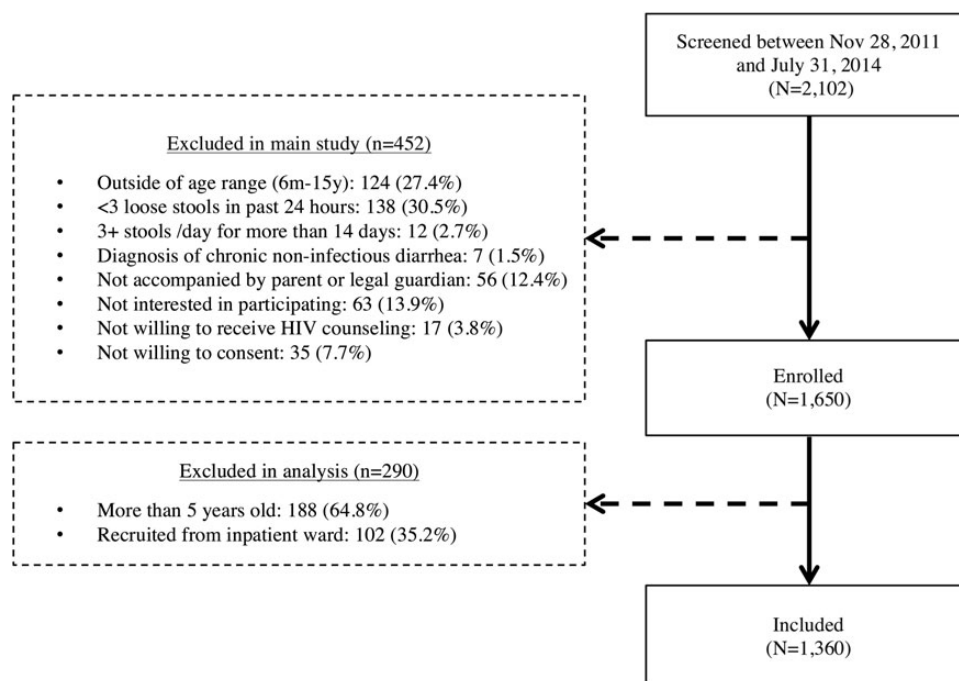 Screened between Nov 28, 2011
and July 31, 2014
(N=2,102)
Excluded in main study (n=452)
• Outside of age range (6m-15y): 124 (27.4%)
• <3 loose stools in past 24 hours: 138 (30.5%)
• 3+ stools /day for more than 14 days: 12 (2.7%)
• Diagnosis of chronic non-infectious diarrhea: 7 (1.5%)
• Not accompanied by parent or legal guardian: 56 (12.4%)
• Not interested in participating: 63 (13.9%)
• Not willing to receive HIV counseling: 17 (3.8%)
• Not willing to consent: 35 (7.7%)
Enrolled
(N=1,650)
Excluded in analysis (n=290)
• More than 5 years old: 188 (64.8%)
• Recruited from inpatient ward: 102 (35.2%)
Included
(N=1,360)